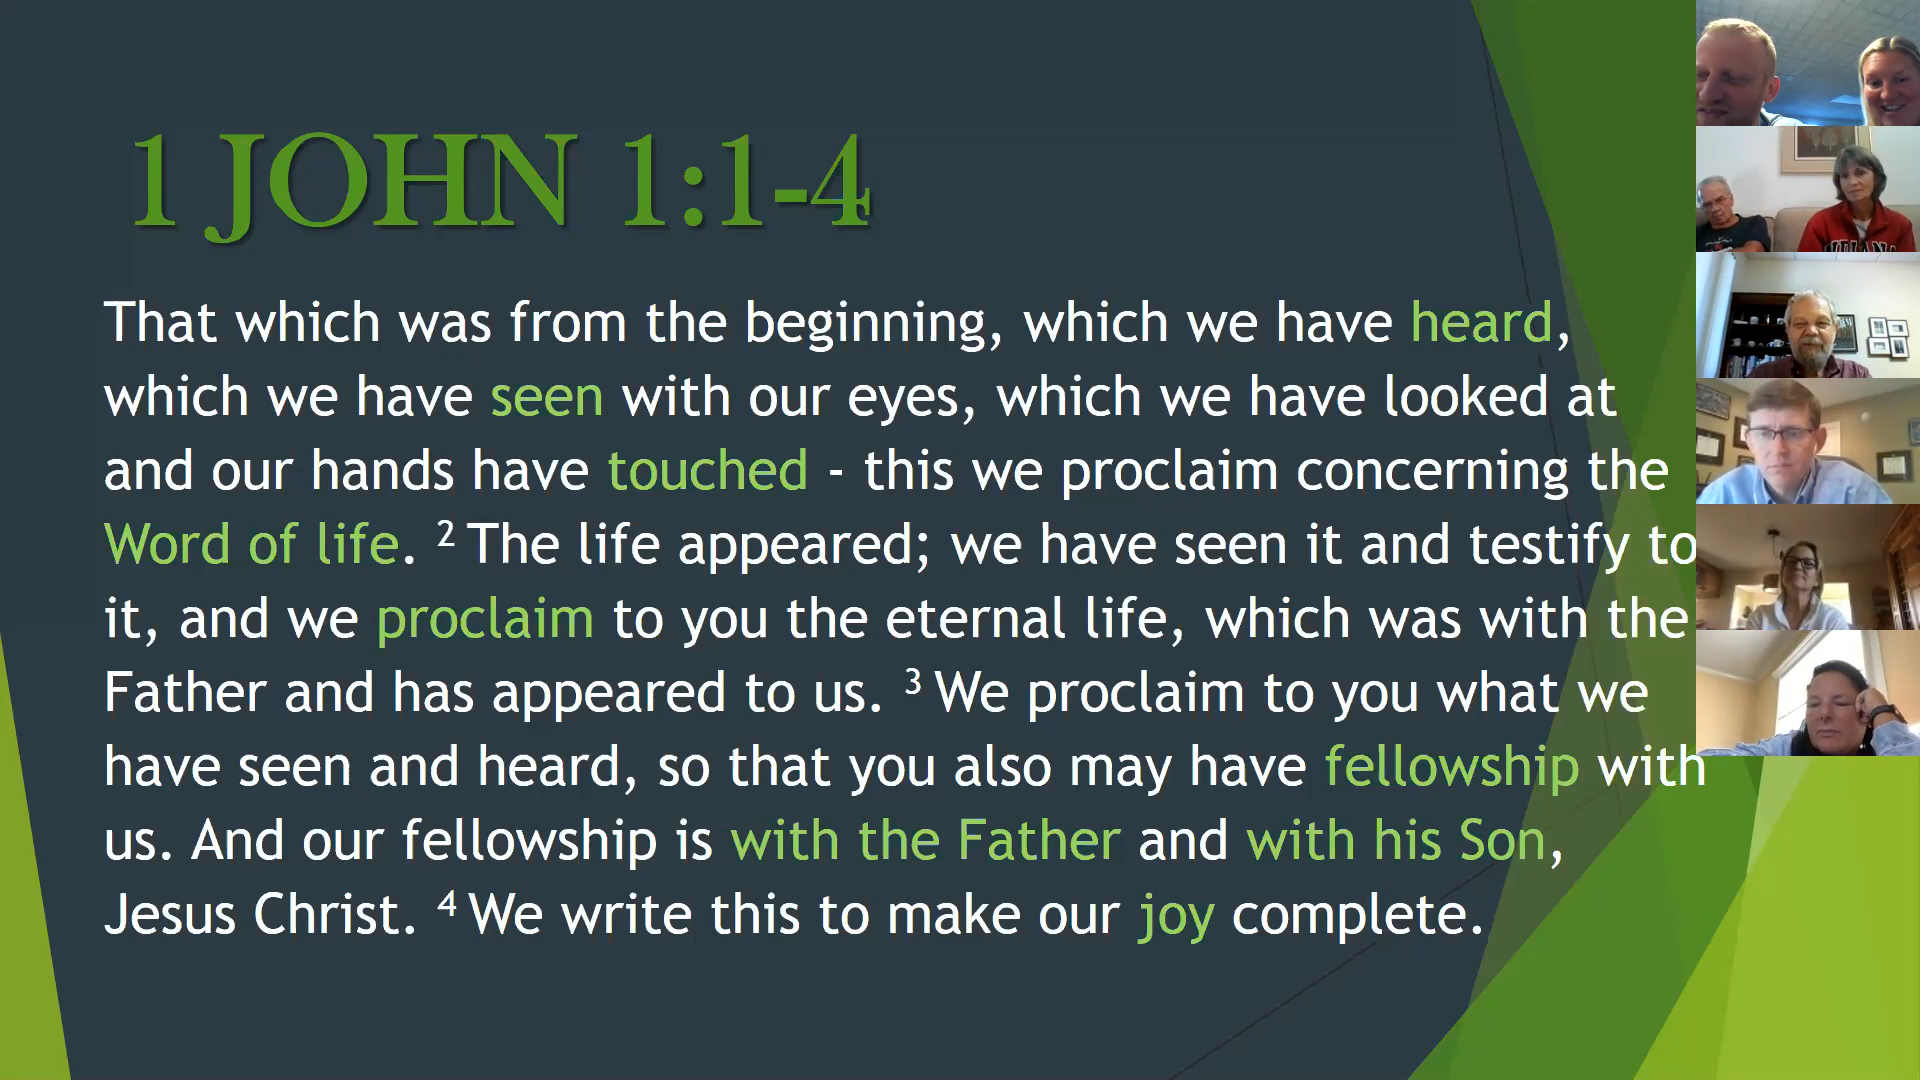 1 JOHN 1:1-4
That which was from the beginning, which we have heard,
which we have seen with our eyes, which we have looked at
and our hands have touched - this we proclaim concerning the
Word of life. ² The life appeared; we have seen it and testify to
it, and we proclaim to you the eternal life, which was with the
Father and has appeared to us. ³ We proclaim to you what we
have seen and heard, so that you also may have fellowship with
us. And our fellowship is with the Father and with his Son,
Jesus Christ. ⁴ We write this to make our joy complete.